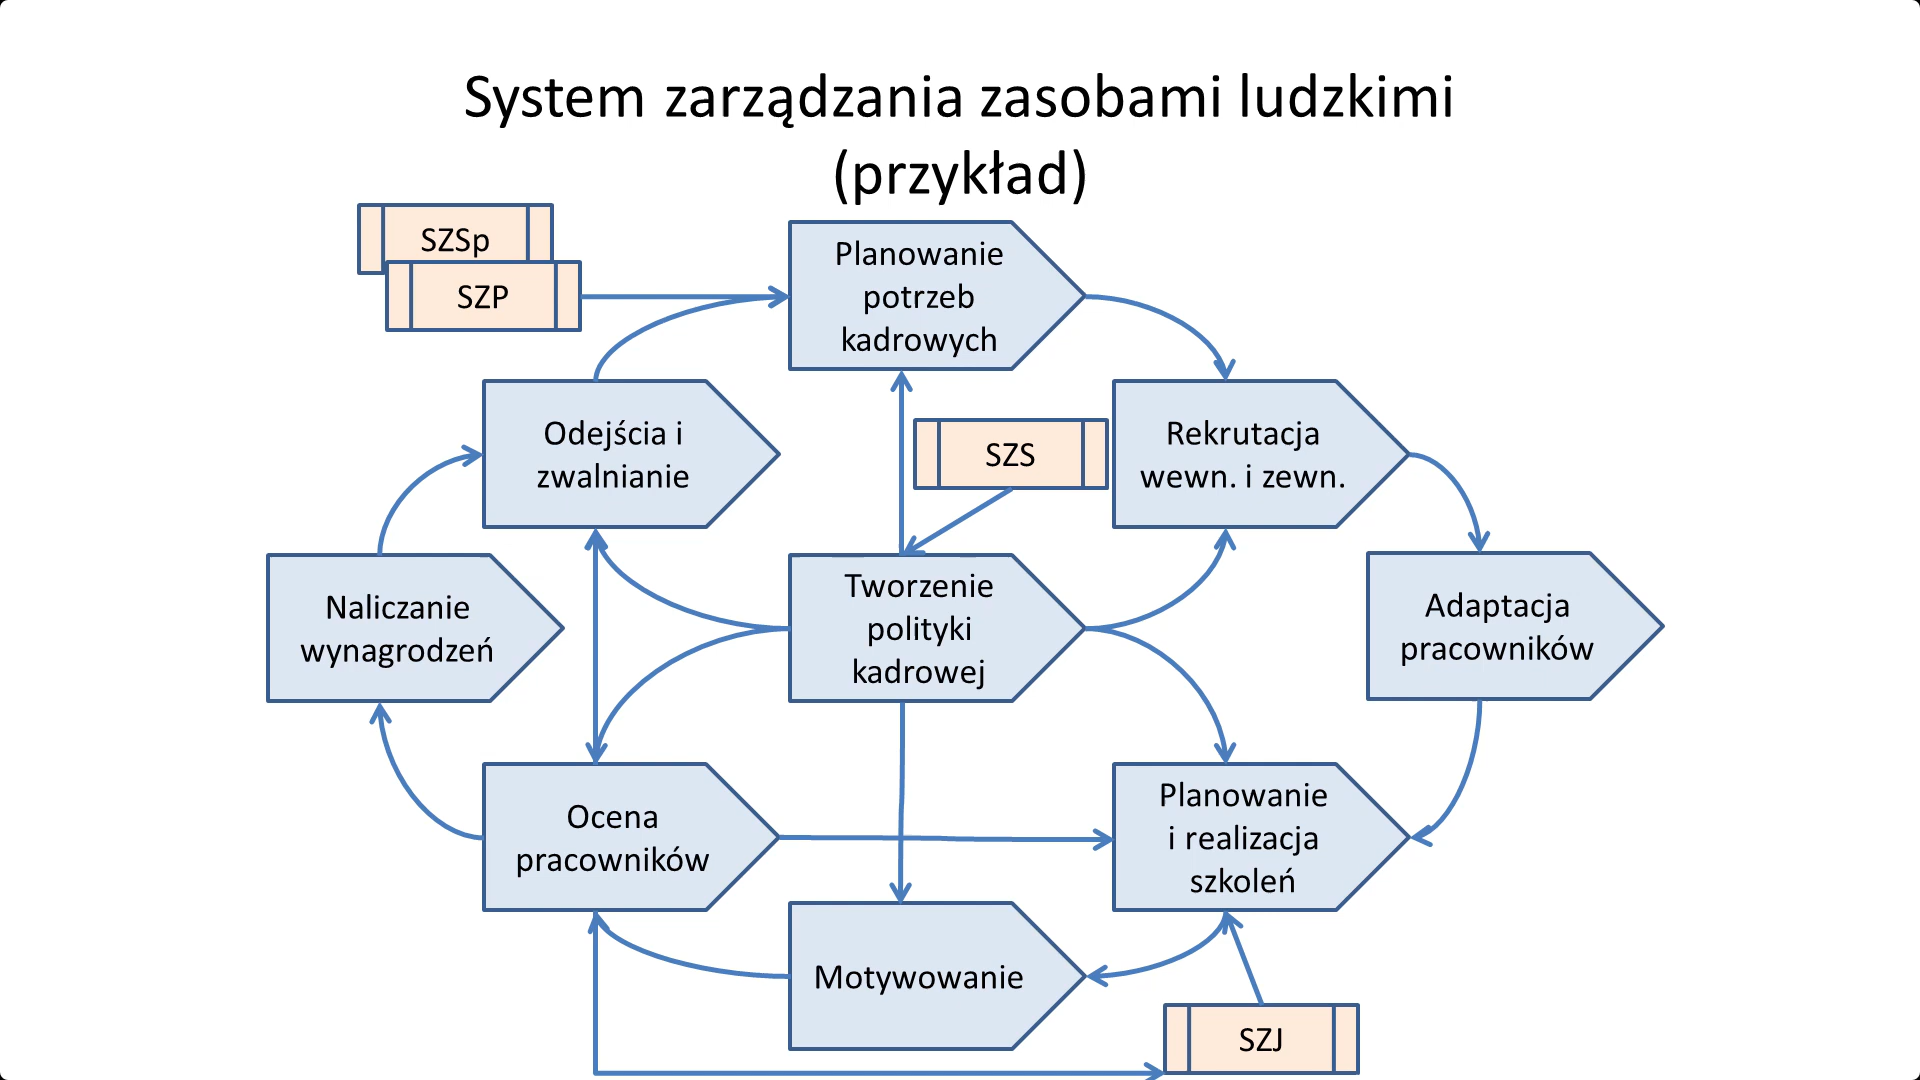 System zarządzania zasobami ludzkimi
(przykład)
SZSp
SZP
Planowanie
potrzeb
kadrowych
Odejścia i
zwalnianie
SZS
Rekrutacja
wewn. i zewn.
Naliczanie
wynagrodzeń
Tworzenie
polityki
kadrowej
Adaptacja
pracowników
Ocena
pracowników
Planowanie
i realizacja
szkoleń
Motywowanie
SZJ